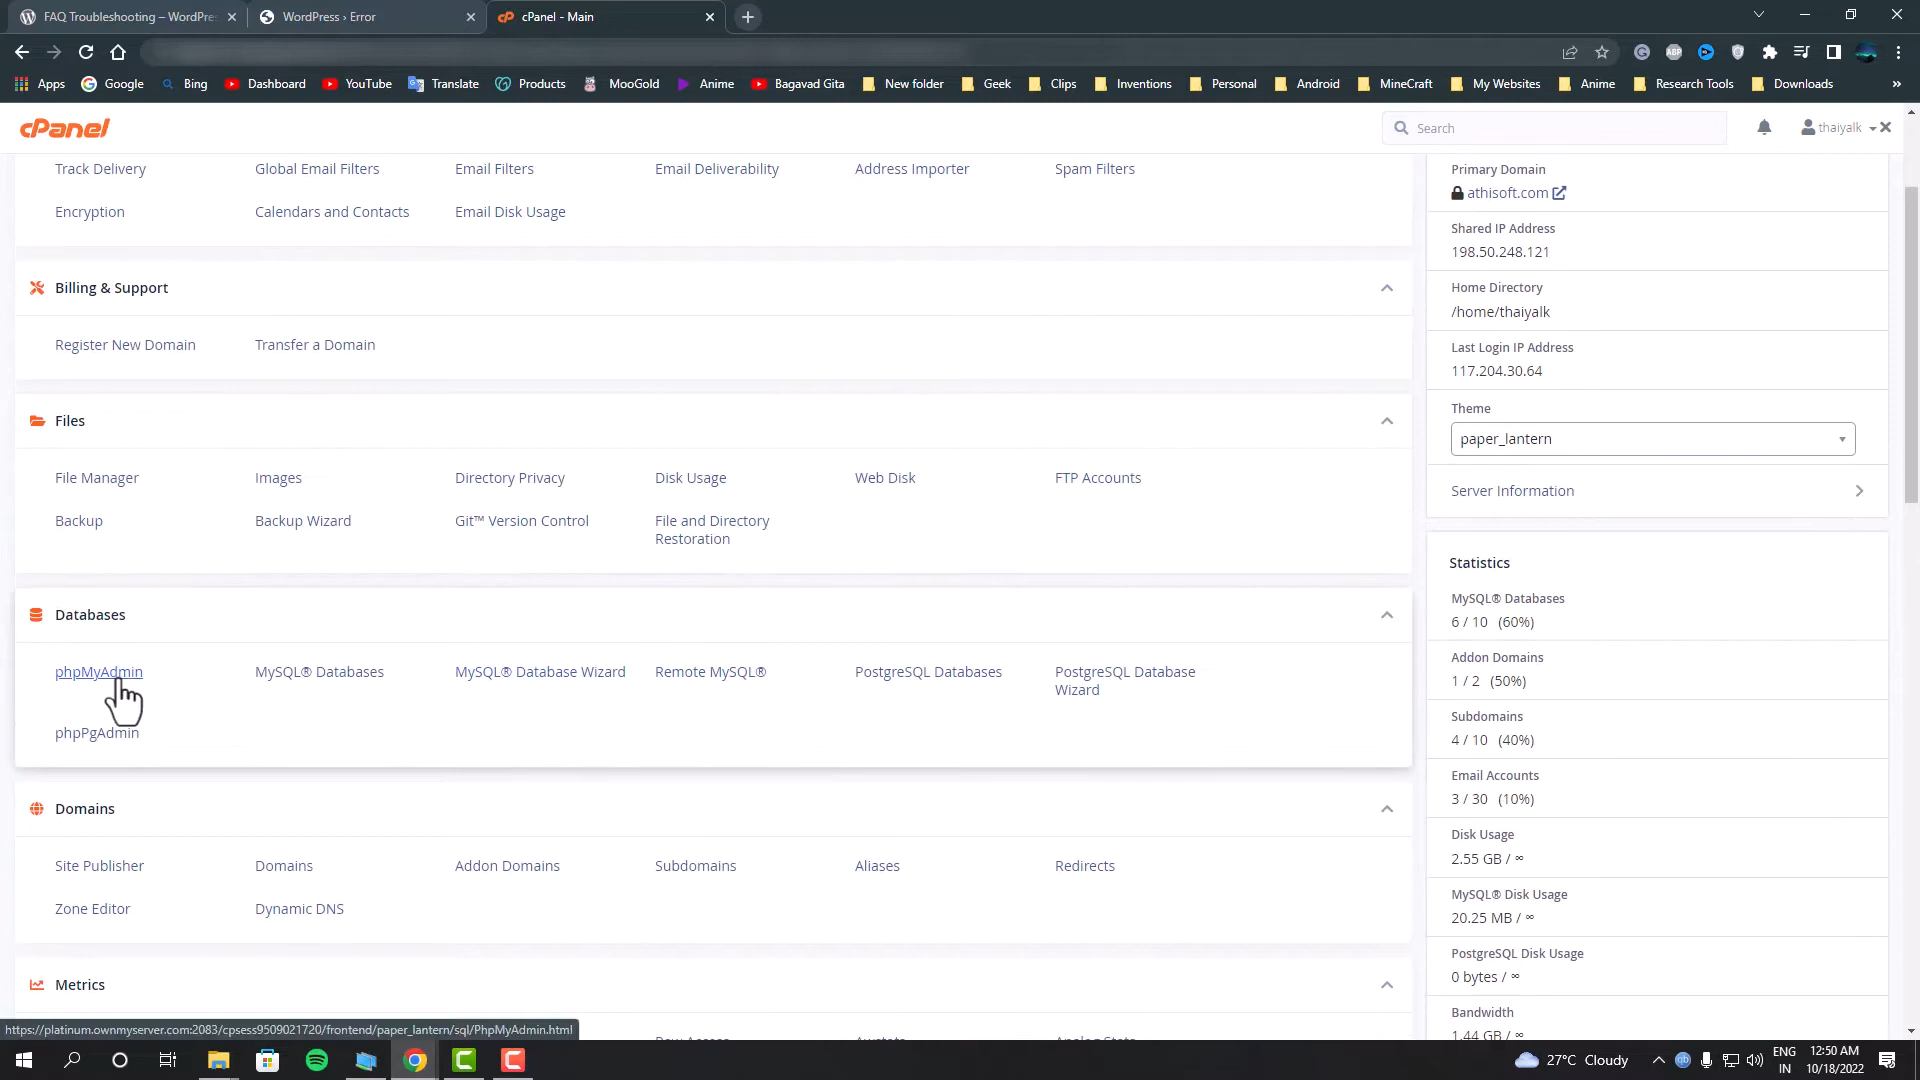 FAQ Troubleshooting – WordPre
WordPress › Error
cPanel - Main
Apps
Google
Bing
Dashboard
YouTube
Translate
Products
MooGold
Anime
Bagavad Gita
New folder
Geek
Clips
Inventions
Personal
Android
MineCraft
My Websites
Anime
Research Tools
Downloads
»
cPanel
Search
thaiyalk
Track Delivery
Global Email Filters
Email Filters
Email Deliverability
Address Importer
Spam Filters
Encryption
Calendars and Contacts
Email Disk Usage
Billing & Support
Register New Domain
Transfer a Domain
Files
File Manager
Images
Directory Privacy
Disk Usage
Web Disk
FTP Accounts
Backup
Backup Wizard
Git™ Version Control
File and Directory
Restoration
Databases
phpMyAdmin
MySQL® Databases
MySQL® Database Wizard
Remote MySQL®
PostgreSQL Databases
PostgreSQL Database
Wizard
phpPgAdmin
Domains
Site Publisher
Domains
Addon Domains
Subdomains
Aliases
Redirects
Zone Editor
Dynamic DNS
Metrics
Raw Access
Awstats
Analog Stats
Primary Domain
athisoft.com
Shared IP Address
198.50.248.121
Home Directory
/home/thaiyalk
Last Login IP Address
117.204.30.64
Theme
paper_lantern
Server Information
Statistics
MySQL® Databases
6 / 10 (60%)
Addon Domains
1 / 2 (50%)
Subdomains
4 / 10 (40%)
Email Accounts
3 / 30 (10%)
Disk Usage
2.55 GB / ∞
MySQL® Disk Usage
20.25 MB / ∞
PostgreSQL Disk Usage
0 bytes / ∞
Bandwidth
1.44 GB / ∞
https://platinum.ownmyserver.com:2083/cpsess9509021720/frontend/paper_lantern/sql/PhpMyAdmin.html
27°C Cloudy
ENG
IN
12:50 AM
10/18/2022